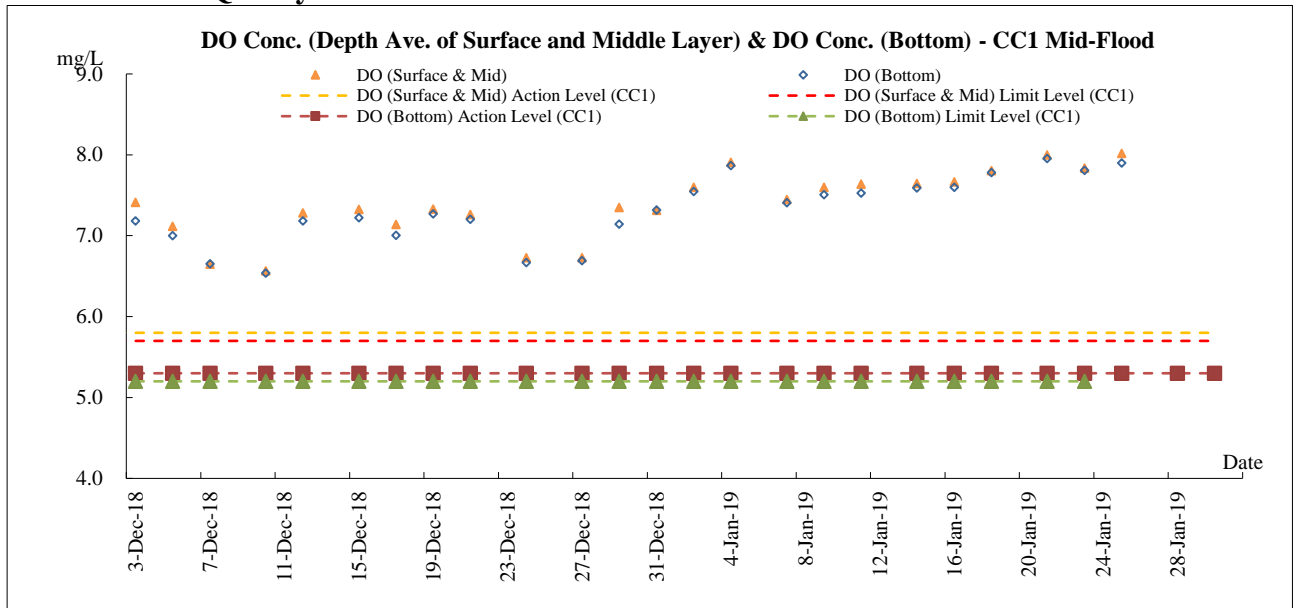 DO Conc. (Depth Ave. of Surface and Middle Layer) & DO Conc. (Bottom) - CC1 Mid-Flood
mg/L
DO (Surface & Mid)
DO (Bottom)
DO (Surface & Mid) Action Level (CC1)
DO (Surface & Mid) Limit Level (CC1)
DO (Bottom) Action Level (CC1)
DO (Bottom) Limit Level (CC1)
9.0
8.0
7.0
6.0
5.0
4.0
Date
3-Dec-18
7-Dec-18
11-Dec-18
15-Dec-18
19-Dec-18
23-Dec-18
27-Dec-18
31-Dec-18
4-Jan-19
8-Jan-19
12-Jan-19
16-Jan-19
20-Jan-19
24-Jan-19
28-Jan-19